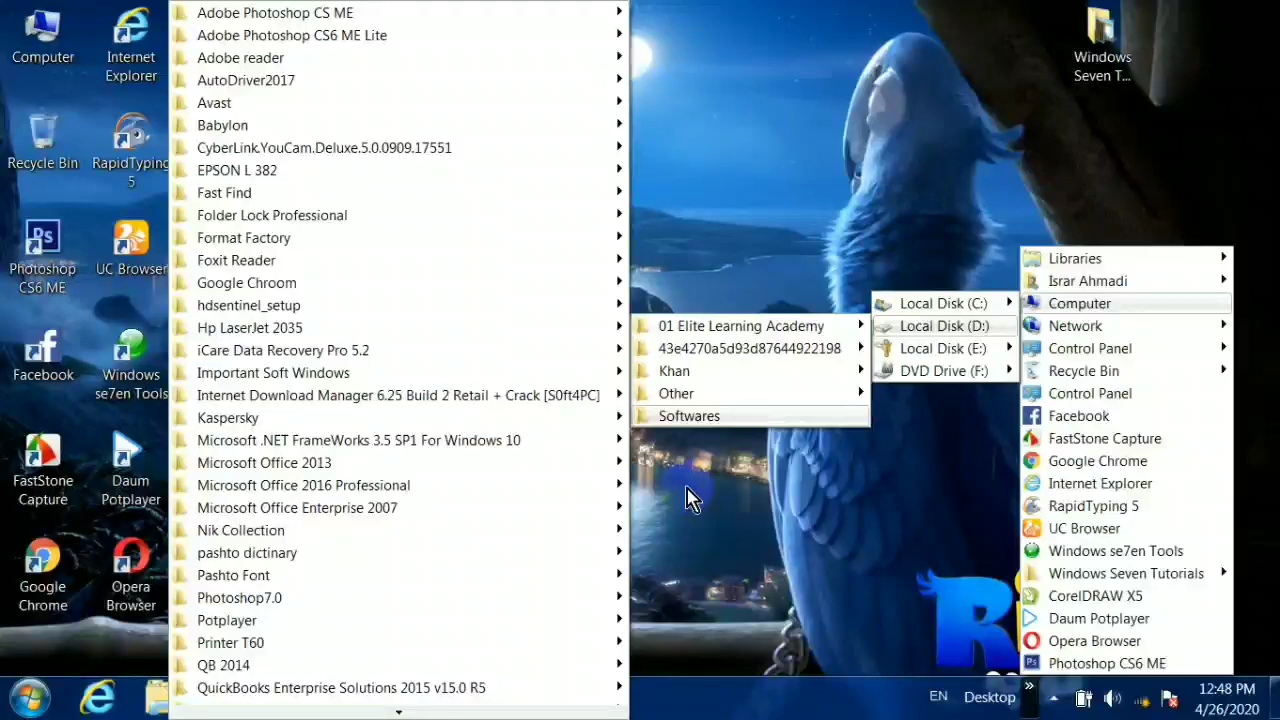 Computer
Internet
Explorer
Recycle Bin
RapidTyping
5
Photoshop
CS6 ME
UC Browser
Facebook
Windows
se7en Tools
FastStone
Capture
Daum
Potplayer
Google
Chrome
Opera
Browser
Adobe Photoshop CS ME
Adobe Photoshop CS6 ME Lite
Adobe reader
AutoDriver2017
Avast
Babylon
CyberLink.YouCam.Deluxe.5.0.0909.17551
EPSON L 382
Fast Find
Folder Lock Professional
Format Factory
Foxit Reader
Google Chroom
hdsentinel_setup
Hp LaserJet 2035
iCare Data Recovery Pro 5.2
Important Soft Windows
Internet Download Manager 6.25 Build 2 Retail + Crack [S0ft4PC]
Kaspersky
Microsoft .NET FrameWorks 3.5 SP1 For Windows 10
Microsoft Office 2013
Microsoft Office 2016 Professional
Microsoft Office Enterprise 2007
Nik Collection
pashto dictinary
Pashto Font
Photoshop7.0
Potplayer
Printer T60
QB 2014
QuickBooks Enterprise Solutions 2015 v15.0 R5
01 Elite Learning Academy
43e4270a5d93d87644922198
Khan
Other
Softwares
Local Disk (C:)
Local Disk (D:)
Local Disk (E:)
DVD Drive (F:)
Windows
Seven T...
Libraries
Israr Ahmadi
Computer
Network
Control Panel
Recycle Bin
Control Panel
Facebook
FastStone Capture
Google Chrome
Internet Explorer
RapidTyping 5
UC Browser
Windows se7en Tools
Windows Seven Tutorials
CorelDRAW X5
Daum Potplayer
Opera Browser
Photoshop CS6 ME
EN
Desktop
»
12:48 PM
4/26/2020